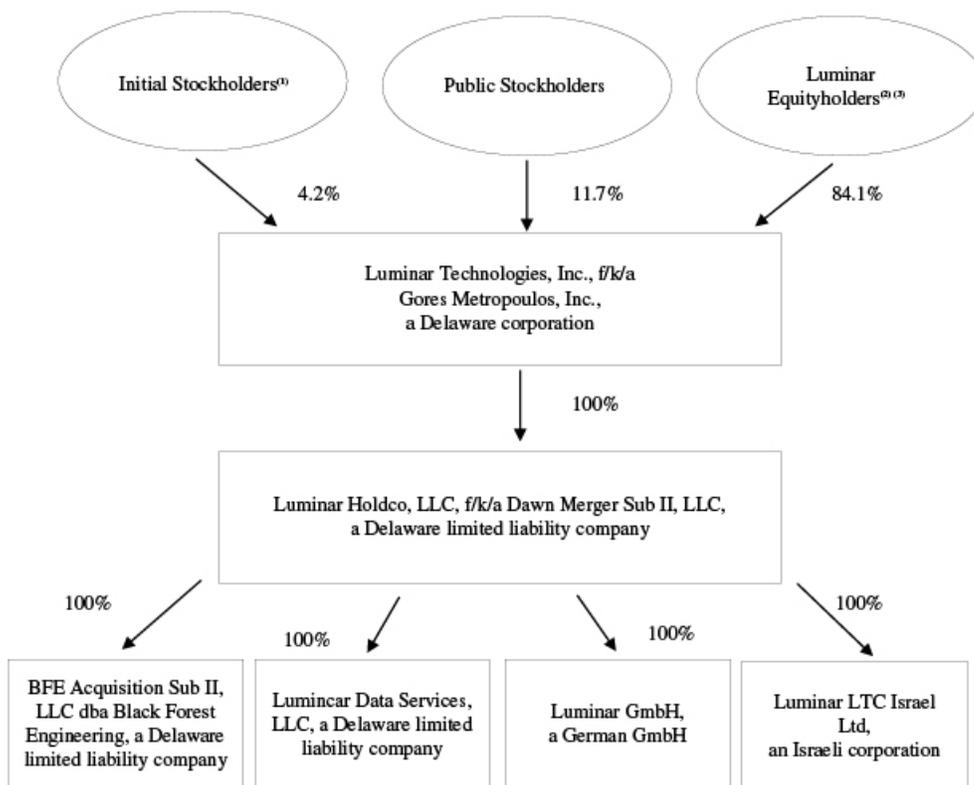 Initial Stockholders(1)
Public Stockholders
Luminar
Equityholders(2) (3)
4.2%
11.7%
84.1%
Luminar Technologies, Inc., f/k/a
Gores Metropoulos, Inc.,
a Delaware corporation
100%
Luminar Holdco, LLC, f/k/a Dawn Merger Sub II, LLC,
a Delaware limited liability company
100%
100%
100%
100%
BFE Acquisition Sub II,
LLC dba Black Forest
Engineering, a Delaware
limited liability company
Lumincar Data Services,
LLC, a Delaware limited
liability company
Luminar GmbH,
a German GmbH
Luminar LTC Israel
Ltd,
an Israeli corporation